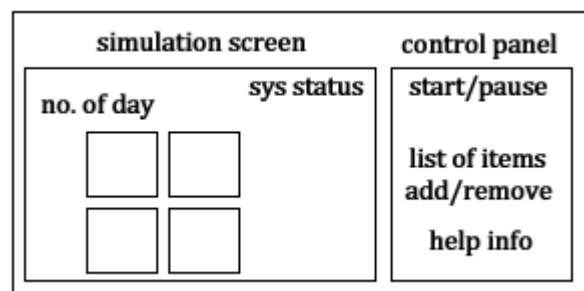 simulation screen
control panel
sys status
no. of day
start/pause
list of items
add/remove
help info